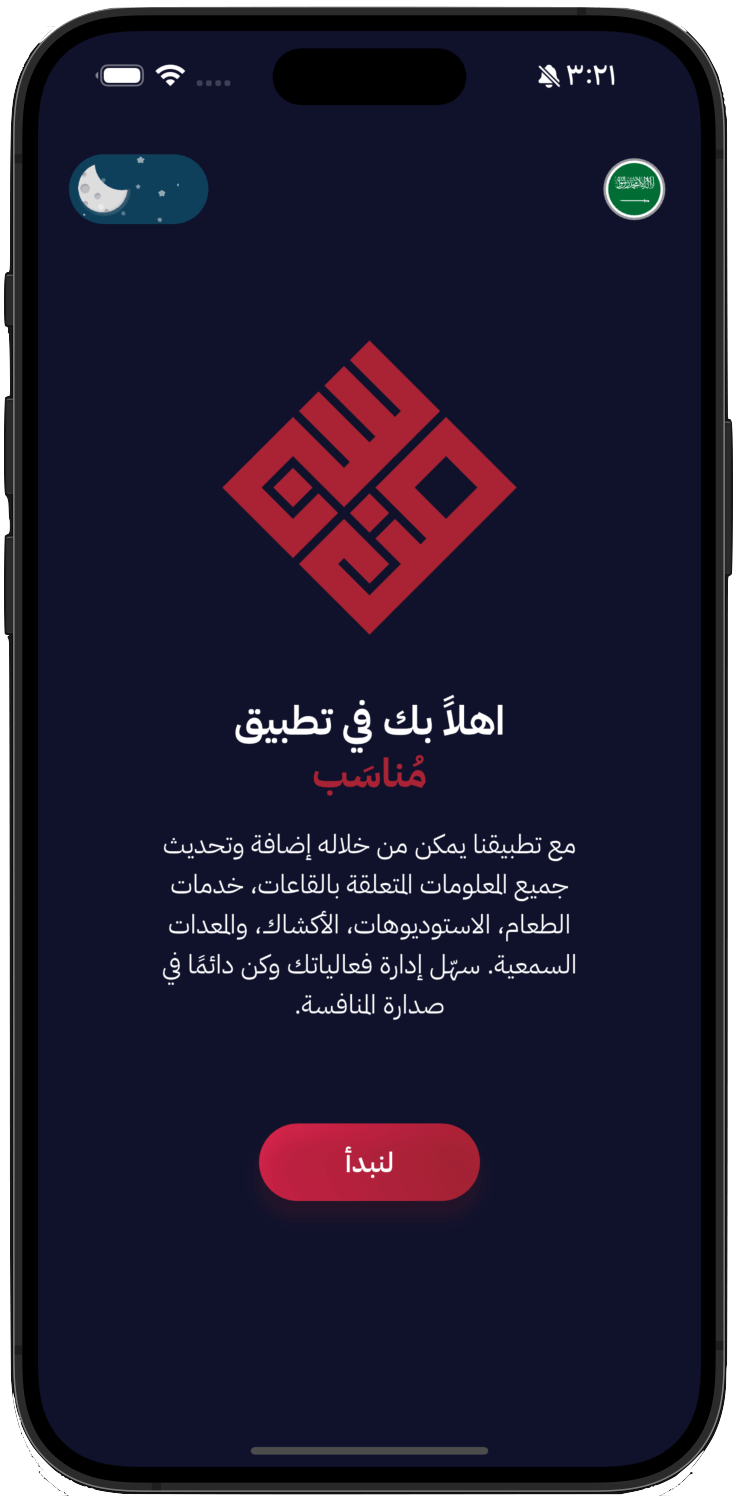 ٣:٢١
اهلاً بك في تطبيق
مُناسَب
مع تطبيقنا يمكن من خلاله إضافة وتحديث
جميع المعلومات المتعلقة بالقاعات، خدمات
الطعام، الاستوديوهات، الأكشاك، والمعدات
السمعية. سهّل إدارة فعالياتك وكن دائمًا في
صدارة المنافسة.
لنبدأ